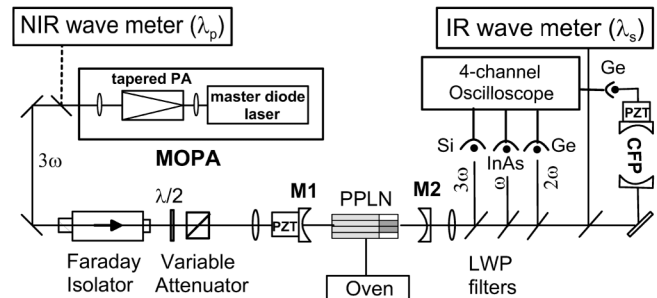 NIR wave meter (λp)
IR wave meter (λs)
tapered PA
master diode
laser
MOPA
4-channel
Oscilloscope
Ge
PZT
CFP
Si
InAs
Ge
3ω
3ω
ω
2ω
λ/2
M1
PPLN
M2
PZT
Faraday
Isolator
Variable
Attenuator
Oven
LWP
filters